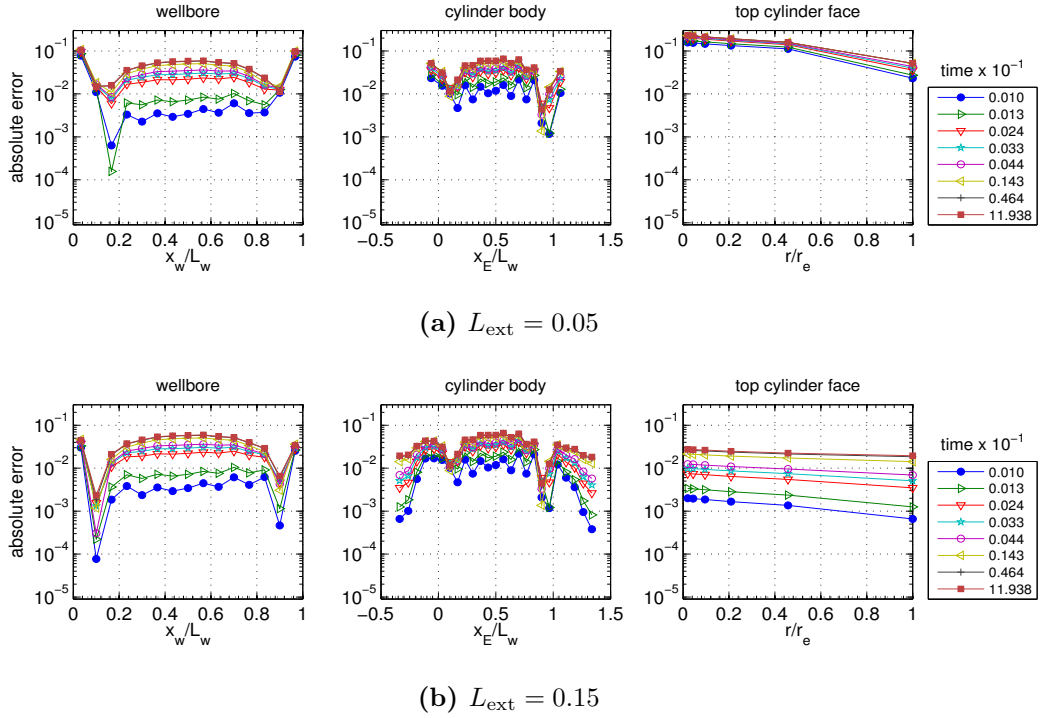 wellbore
cylinder body
top cylinder face
absolute error
10⁻¹
10⁻²
10⁻³
10⁻⁴
10⁻⁵
0 0.2 0.4 0.6 0.8 1
x_w/L_w
−0.5 0 0.5 1 1.5
x_E/L_w
0 0.2 0.4 0.6 0.8 1
r/r_e
time x 10⁻¹
0.010
0.013
0.024
0.033
0.044
0.143
0.464
11.938
(a) L_ext = 0.05
wellbore
cylinder body
top cylinder face
absolute error
10⁻¹
10⁻²
10⁻³
10⁻⁴
10⁻⁵
0 0.2 0.4 0.6 0.8 1
x_w/L_w
−0.5 0 0.5 1 1.5
x_E/L_w
0 0.2 0.4 0.6 0.8 1
r/r_e
time x 10⁻¹
0.010
0.013
0.024
0.033
0.044
0.143
0.464
11.938
(b) L_ext = 0.15